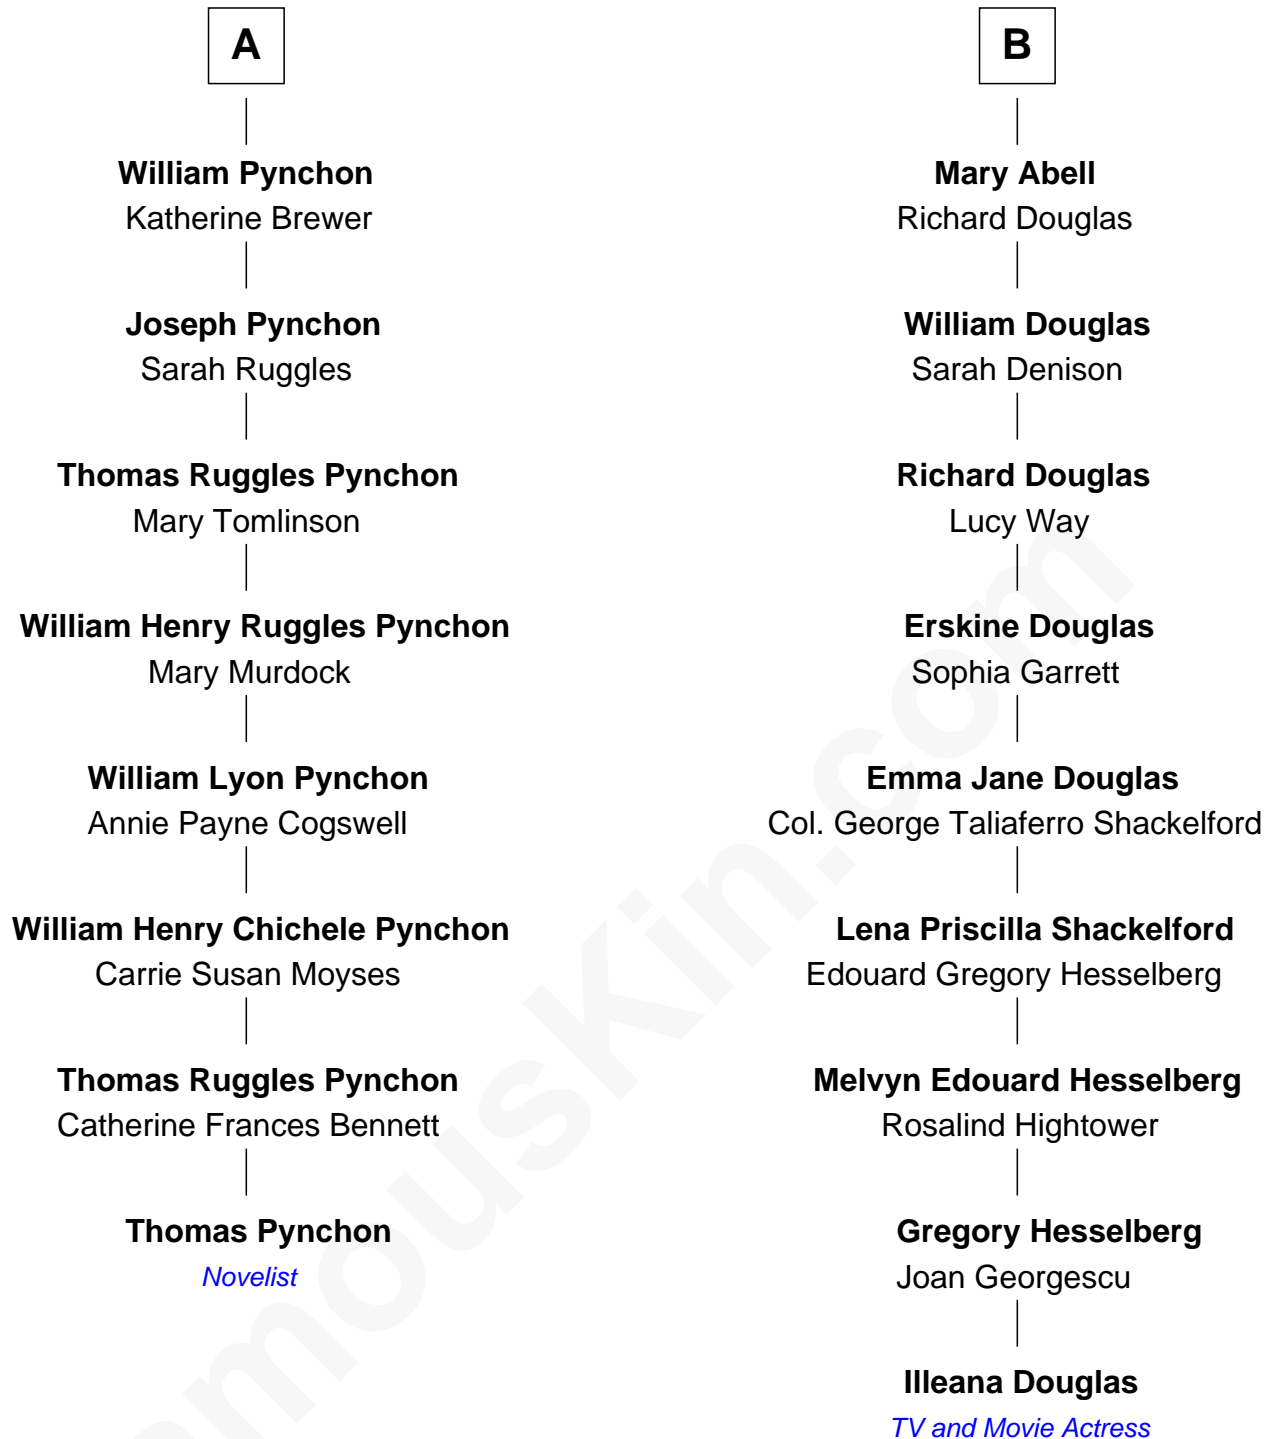 A
William Pynchon
Katherine Brewer
Joseph Pynchon
Sarah Ruggles
Thomas Ruggles Pynchon
Mary Tomlinson
William Henry Ruggles Pynchon
Mary Murdock
William Lyon Pynchon
Annie Payne Cogswell
William Henry Chichele Pynchon
Carrie Susan Moyses
Thomas Ruggles Pynchon
Catherine Frances Bennett
Thomas Pynchon
Novelist
B
Mary Abell
Richard Douglas
William Douglas
Sarah Denison
Richard Douglas
Lucy Way
Erskine Douglas
Sophia Garrett
Emma Jane Douglas
Col. George Taliaferro Shackelford
Lena Priscilla Shackelford
Edouard Gregory Hesselberg
Melvyn Edouard Hesselberg
Rosalind Hightower
Gregory Hesselberg
Joan Georgescu
Illeana Douglas
TV and Movie Actress
amousKin.com